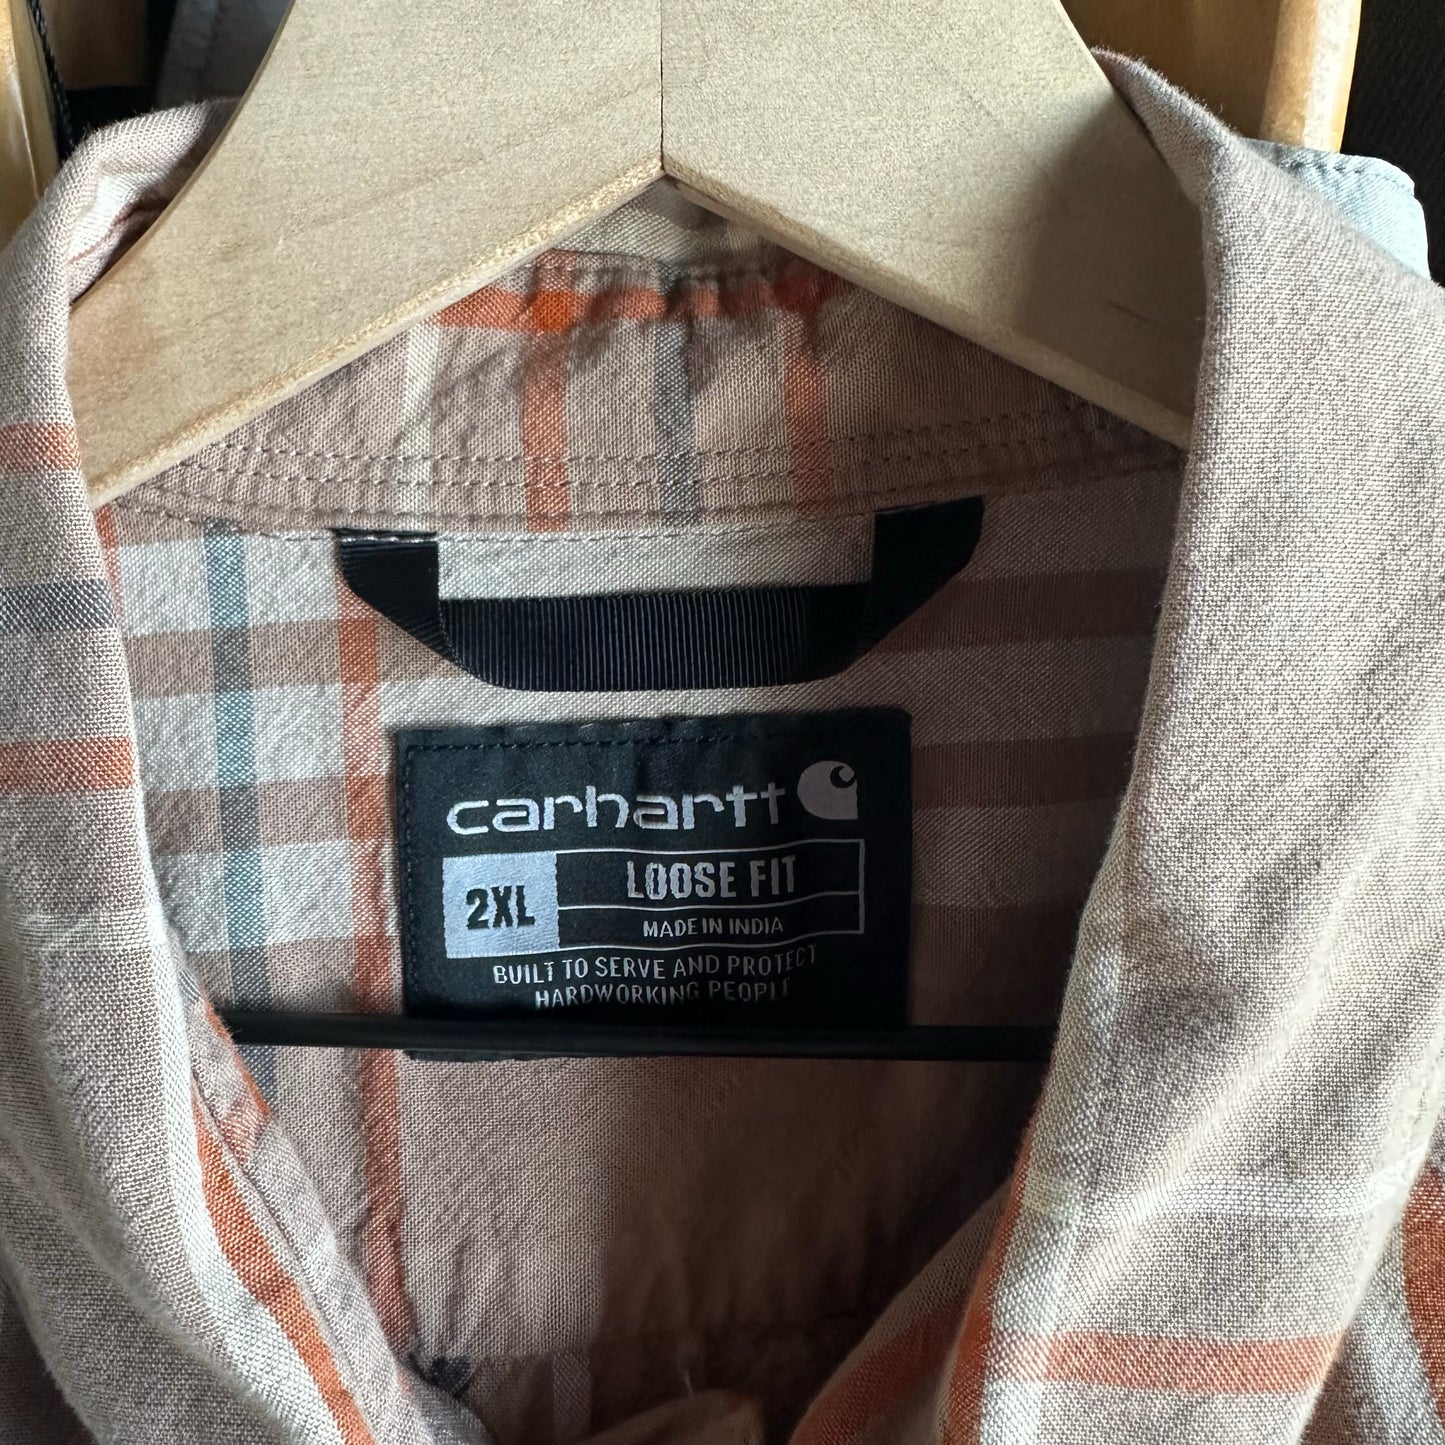 carhartt
2XL
LOOSE FIT
MADE IN INDIA
BUILT TO SERVE AND PROTECT
HARDWORKING PEOPLE